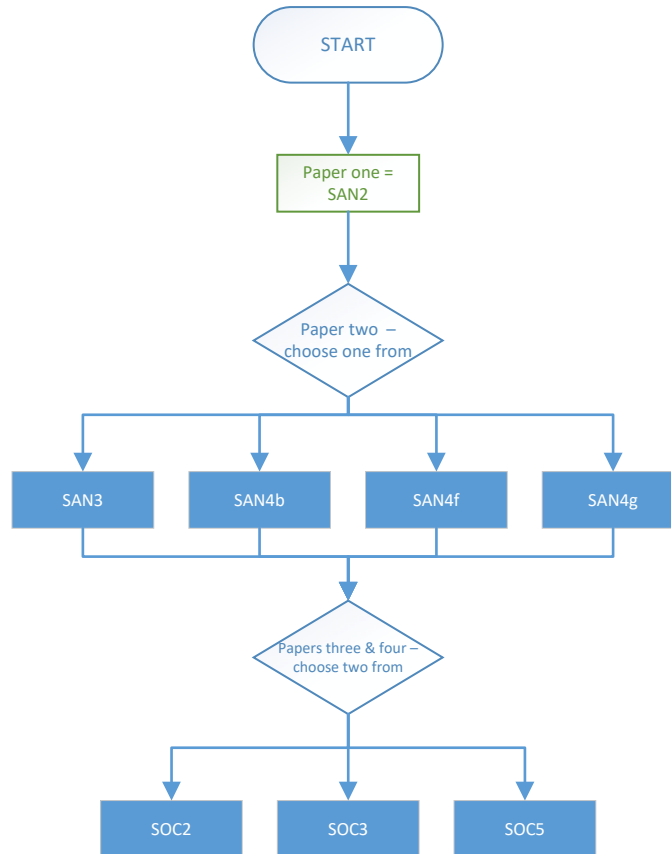 START
Paper one =
SAN2
Paper two –
choose one from
SAN3
SAN4b
SAN4f
SAN4g
Papers three & four –
choose two from
SOC2
SOC3
SOC5